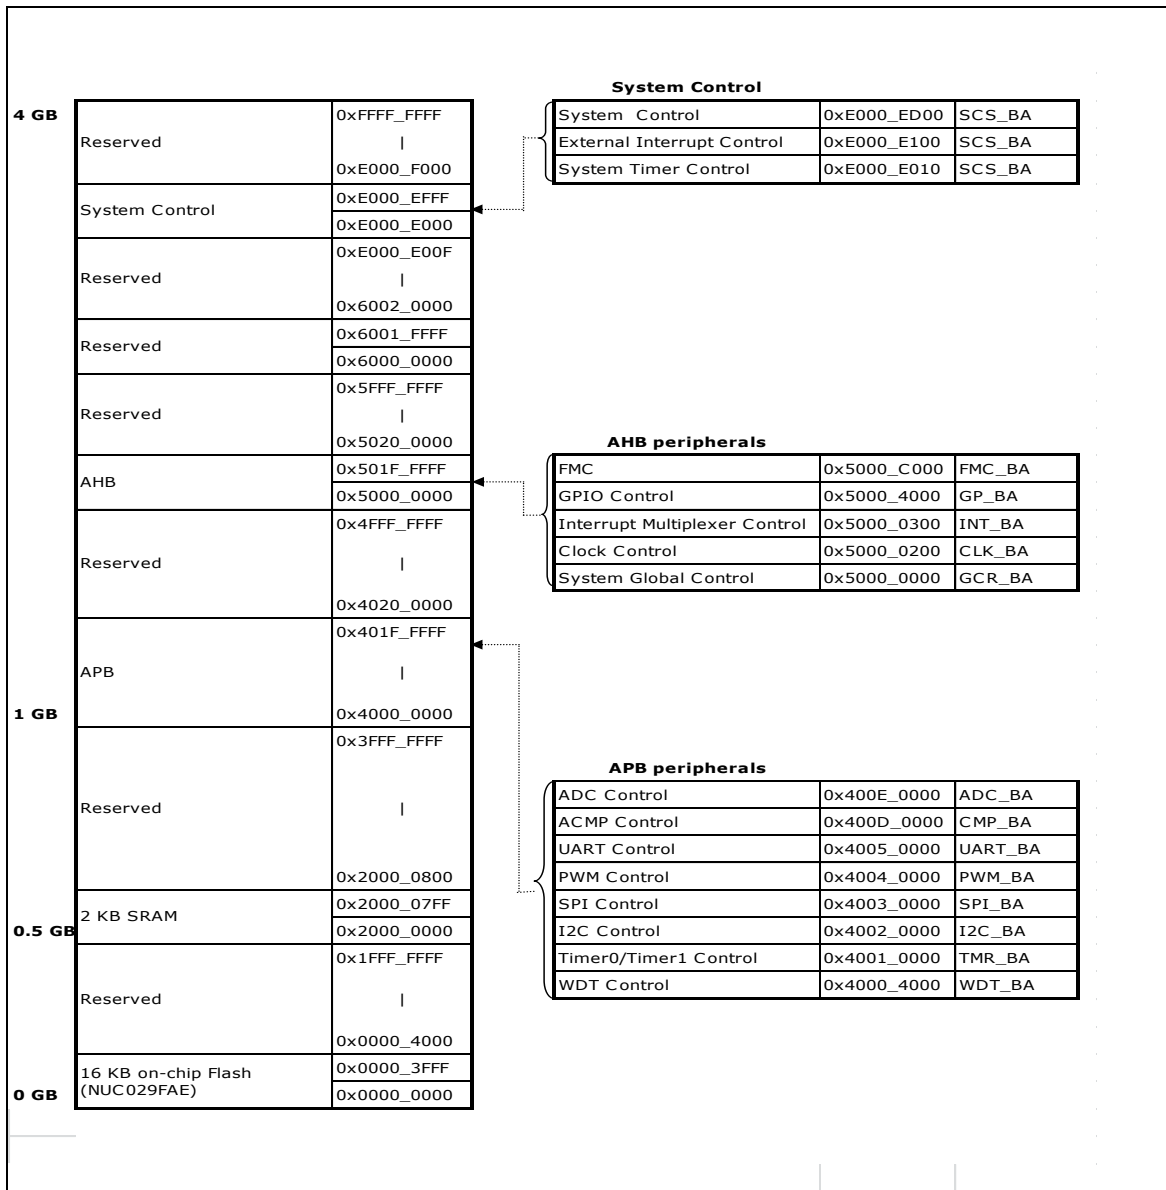 System Control
4 GB
Reserved
0xFFFF_FFFF
|
0xE000_F000
System Control
0xE000_EFFF
0xE000_E000
Reserved
0xE000_E00F
|
0x6002_0000
Reserved
0x6001_FFFF
0x6000_0000
Reserved
0x5FFF_FFFF
|
0x5020_0000
AHB
0x501F_FFFF
0x5000_0000
Reserved
0x4FFF_FFFF
|
0x4020_0000
APB
0x401F_FFFF
|
1 GB
0x4000_0000
Reserved
0x3FFF_FFFF
|
0x2000_0800
2 KB SRAM
0x2000_07FF
0.5 GB
0x2000_0000
Reserved
0x1FFF_FFFF
|
0x0000_4000
16 KB on-chip Flash
(NUC029FAE)
0x0000_3FFF
0 GB
0x0000_0000
System Control 0xE000_ED00 SCS_BA
External Interrupt Control 0xE000_E100 SCS_BA
System Timer Control 0xE000_E010 SCS_BA
AHB peripherals
FMC 0x5000_C000 FMC_BA
GPIO Control 0x5000_4000 GP_BA
Interrupt Multiplexer Control 0x5000_0300 INT_BA
Clock Control 0x5000_0200 CLK_BA
System Global Control 0x5000_0000 GCR_BA
APB peripherals
ADC Control 0x400E_0000 ADC_BA
ACMP Control 0x400D_0000 CMP_BA
UART Control 0x4005_0000 UART_BA
PWM Control 0x4004_0000 PWM_BA
SPI Control 0x4003_0000 SPI_BA
I2C Control 0x4002_0000 I2C_BA
Timer0/Timer1 Control 0x4001_0000 TMR_BA
WDT Control 0x4000_4000 WDT_BA